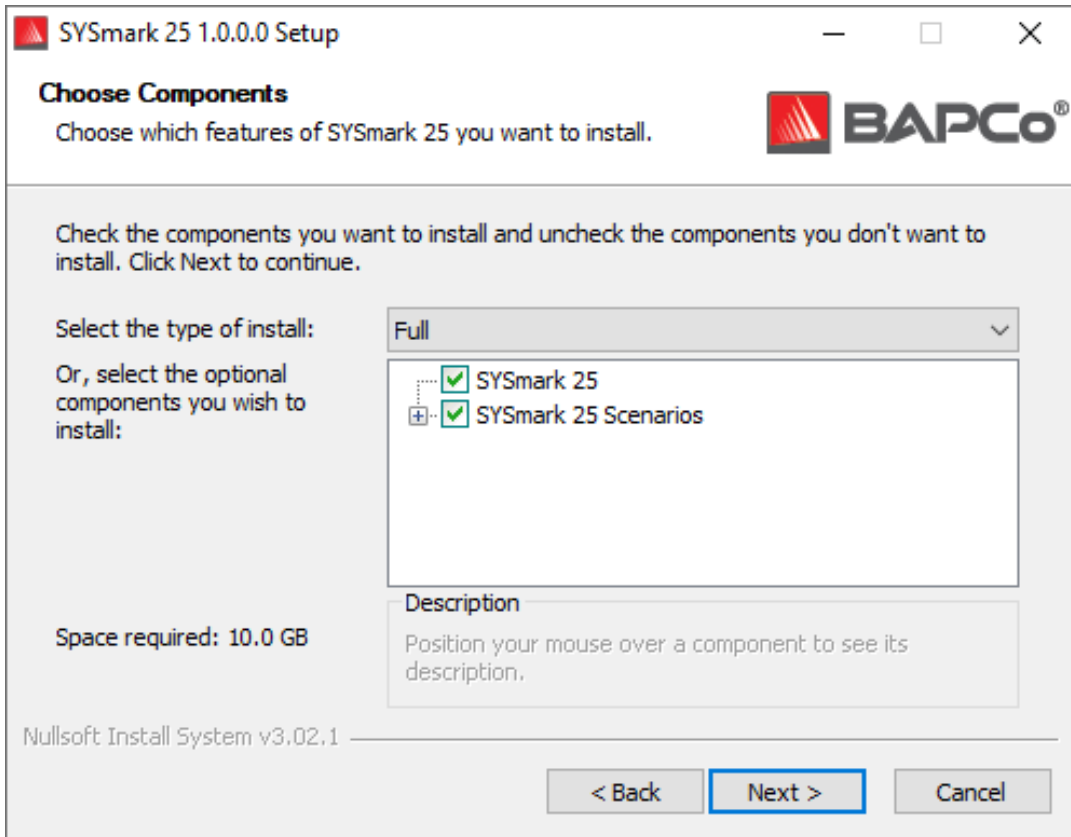 SYSmark 25 1.0.0.0 Setup
Choose Components
Choose which features of SYSmark 25 you want to install.
BAPCo®
Check the components you want to install and uncheck the components you don't want to
install. Click Next to continue.
Select the type of install:
Full
Or, select the optional
components you wish to
install:
SYSmark 25
SYSmark 25 Scenarios
Space required: 10.0 GB
Description
Position your mouse over a component to see its
description.
Nullsoft Install System v3.02.1
< Back
Next >
Cancel